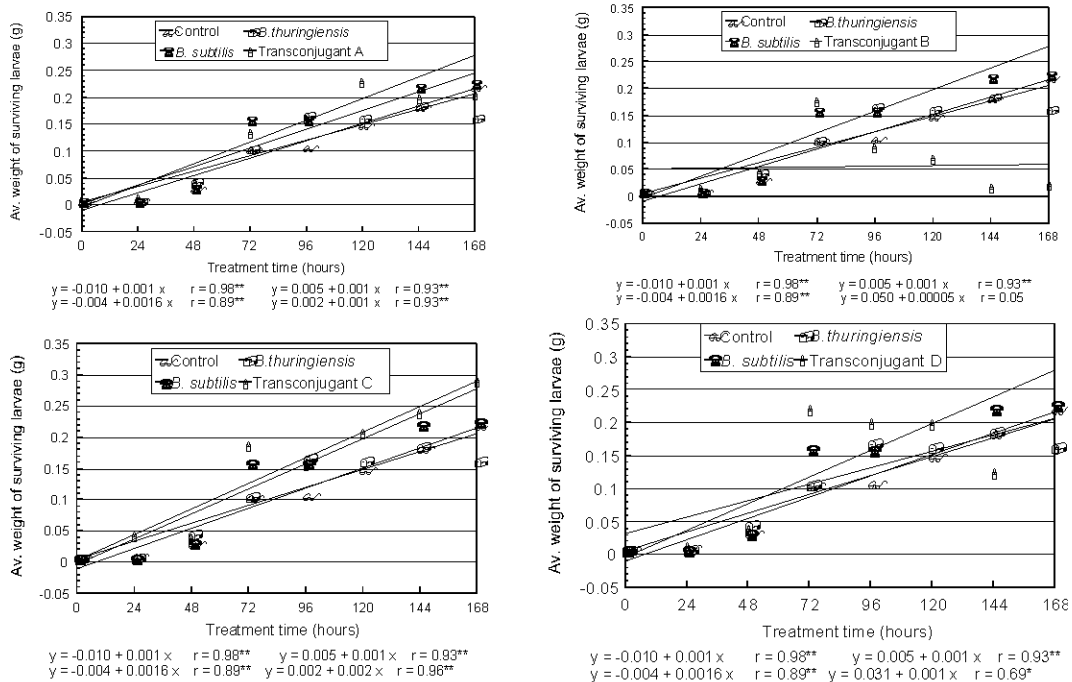 Av. weight of surviving larvae (g)
0.35
0.3
0.25
0.2
0.15
0.1
0.05
0
-0.05
Control B.thuringiensis
B. subtilis Transconjugant A
0 24 48 72 96 120 144 168
Treatment time (hours)
y = -0.010 + 0.001 x r = 0.98** y = 0.005 + 0.001 x r = 0.93**
y = -0.004 + 0.0016 x r = 0.89** y = 0.002 + 0.001 x r = 0.93**
Av. weight of surviving larvae (g)
0.35
0.3
0.25
0.2
0.15
0.1
0.05
0
-0.05
Control B.thuringiensis
B. subtilis Transconjugant B
0 24 48 72 96 120 144 168
Treatment time (hours)
y = -0.010 + 0.001 x r = 0.98** y = 0.005 + 0.001 x r = 0.93**
y = -0.004 + 0.0016 x r = 0.89** y = 0.050 + 0.00005 x r = 0.05
Av. weight of surviving larvae (g)
0.35
0.3
0.25
0.2
0.15
0.1
0.05
0
-0.05
Control B.thuringiensis
B. subtilis Transconjugant C
0 24 48 72 96 120 144 168
Treatment time (hours)
y = -0.010 + 0.001 x r = 0.98** y = 0.005 + 0.001 x r = 0.93**
y = -0.004 + 0.0016 x r = 0.89** y = 0.002 + 0.002 x r = 0.96**
Av. weight of surviving larvae (g)
0.35
0.3
0.25
0.2
0.15
0.1
0.05
0
-0.05
Control B.thuringiensis
B. subtilis Transconjugant D
0 24 48 72 96 120 144 168
Treatment time (hours)
y = -0.010 + 0.001 x r = 0.98** y = 0.005 + 0.001 x r = 0.93**
y = -0.004 + 0.0016 x r = 0.89** y = 0.031 + 0.001 x r = 0.69*